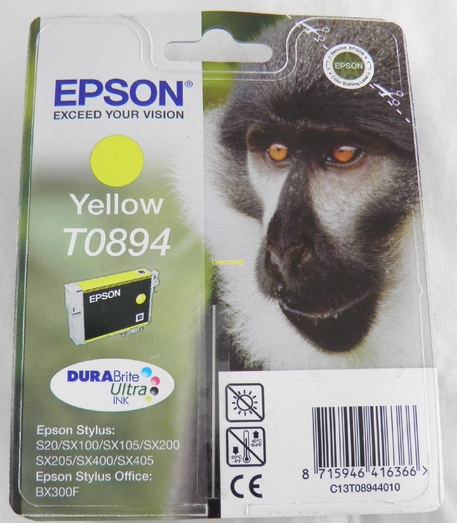 EPSON®
EXCEED YOUR VISION
EPSON
Yellow
T0894
EPSON
DURABrite
Ultra
INK
Epson Stylus:
S20/SX100/SX105/SX200
SX205/SX400/SX405
Epson Stylus Office:
BX300F
CE
8 715946 416366 >
C13T08944010